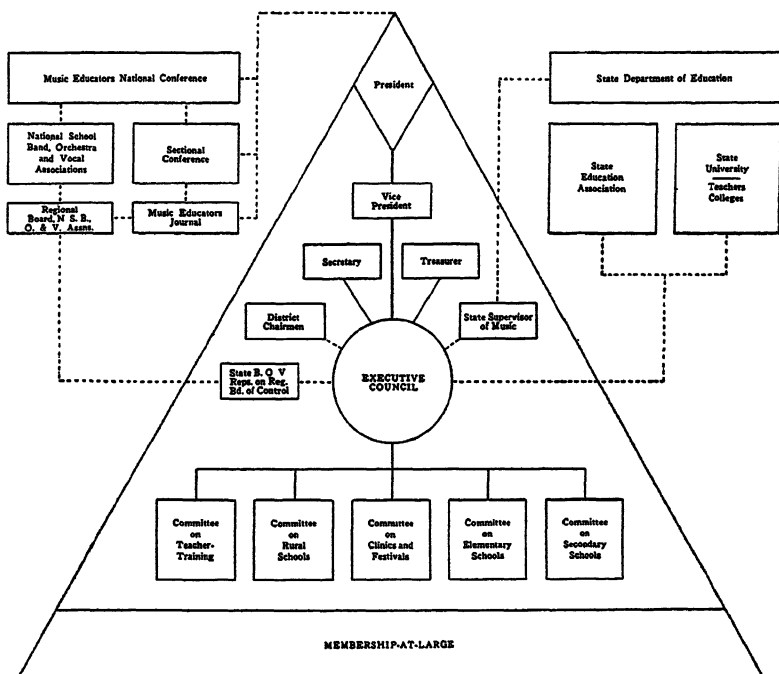 President
Music Educators National Conference
State Department of Education
National School
Band, Orchestra
and Vocal
Associations
Sectional
Conference
State
Education
Association
State
University
Teachers
Colleges
Regional
Board, N S. B.,
O. & V. Assns.
Music Educators
Journal
Vice
President
Secretary
Treasurer
District
Chairmen
State Supervisor
of Music
State B. O V
Reps. on Reg.
Bd. of Control
EXECUTIVE
COUNCIL
Committee
on
Teacher-
Training
Committee
on
Rural
Schools
Committee
on
Clinics and
Festivals
Committee
on
Elementary
Schools
Committee
on
Secondary
Schools
MEMBERSHIP-AT-LARGE